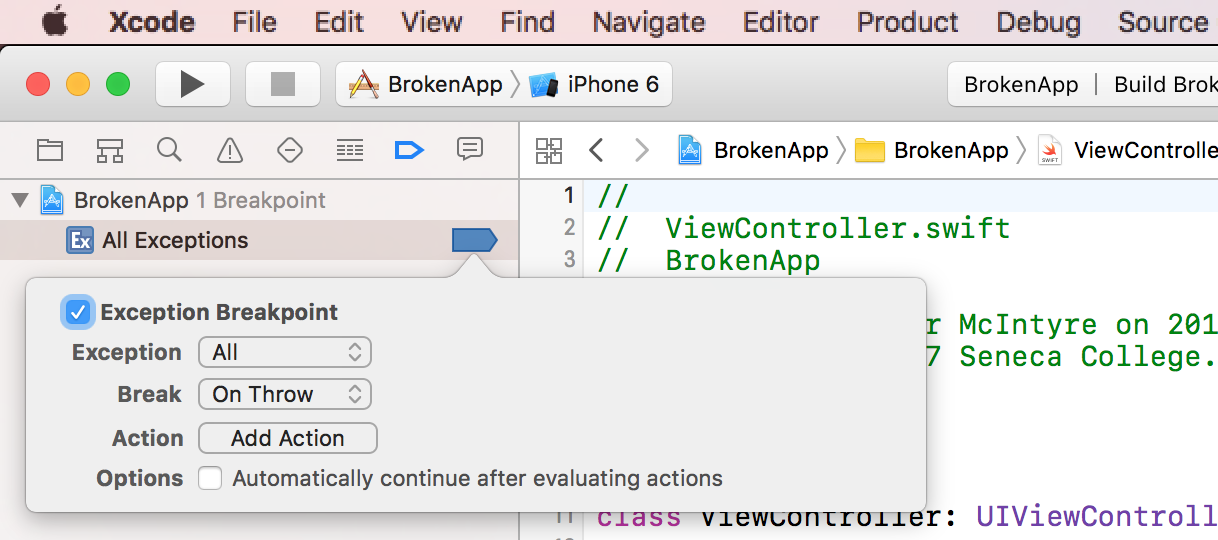 Xcode File Edit View Find Navigate Editor Product Debug Source
BrokenApp iPhone 6 BrokenApp | Build Brok
BrokenApp BrokenApp SWIFT ViewControlle
BrokenApp 1 Breakpoint
Ex All Exceptions
1 //
2 // ViewController.swift
3 // BrokenApp
r McIntyre on 201
7 Seneca College.
Exception Breakpoint
Exception All
Break On Throw
Action Add Action
Options Automatically continue after evaluating actions
11 class ViewController: UIViewControll